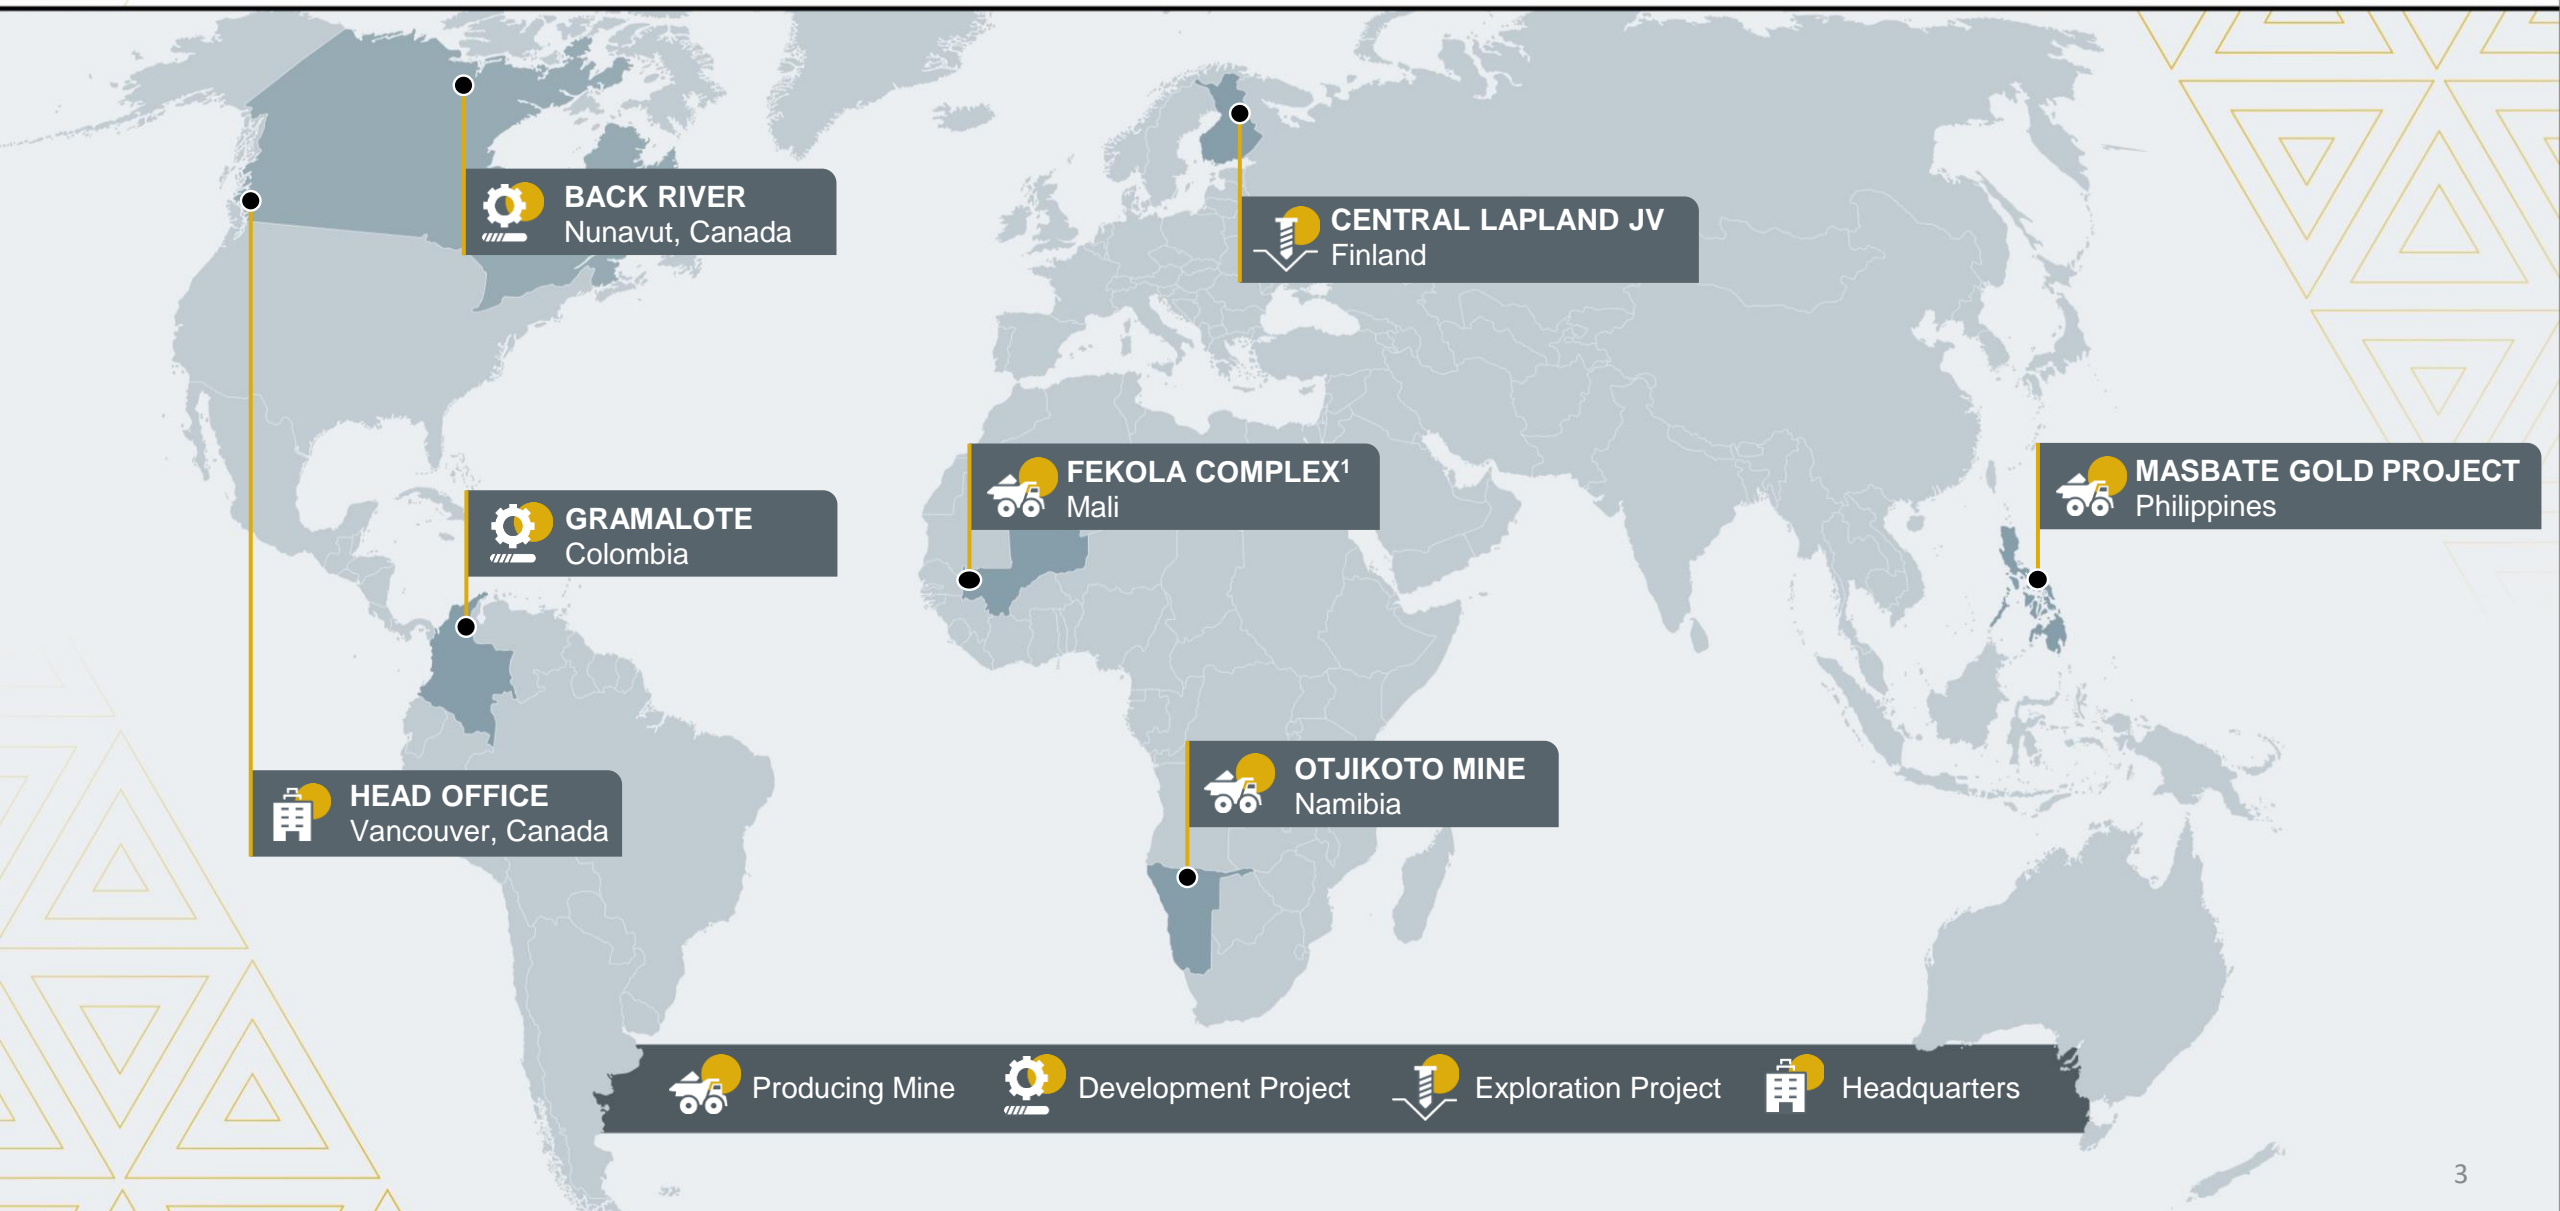 BACK RIVER
Nunavut, Canada
CENTRAL LAPLAND JV
Finland
FEKOLA COMPLEX¹
Mali
MASBATE GOLD PROJECT
Philippines
GRAMALOTE
Colombia
OTJIKOTO MINE
Namibia
HEAD OFFICE
Vancouver, Canada
Producing Mine
Development Project
Exploration Project
Headquarters
3